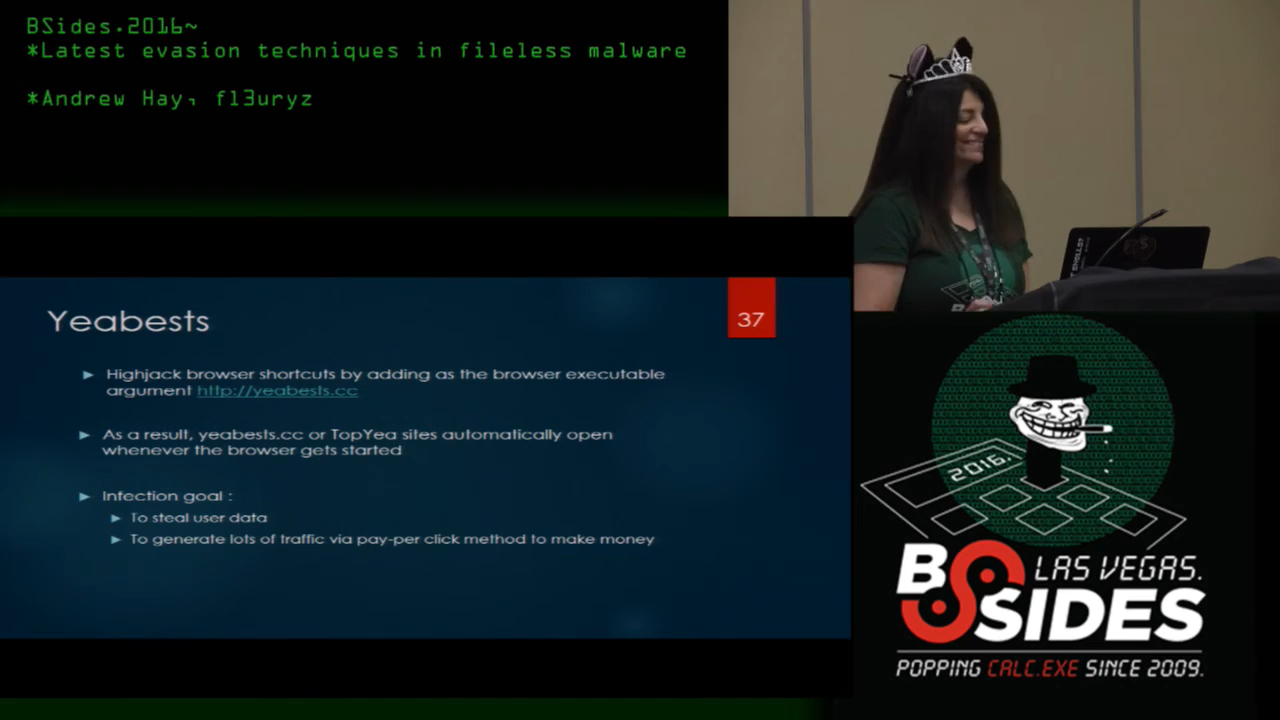 BSides.2016~
*Latest evasion techniques in fileless malware
*Andrew Hay, fl3uryz
Yeabests
37
Highjack browser shortcuts by adding as the browser executable
argument http://yeabests.cc
As a result, yeabests.cc or TopYea sites automatically open
whenever the browser gets started
Infection goal :
To steal user data
To generate lots of traffic via pay-per click method to make money
2016.
BSIDES
LAS VEGAS.
POPPING CALC.EXE SINCE 2009.